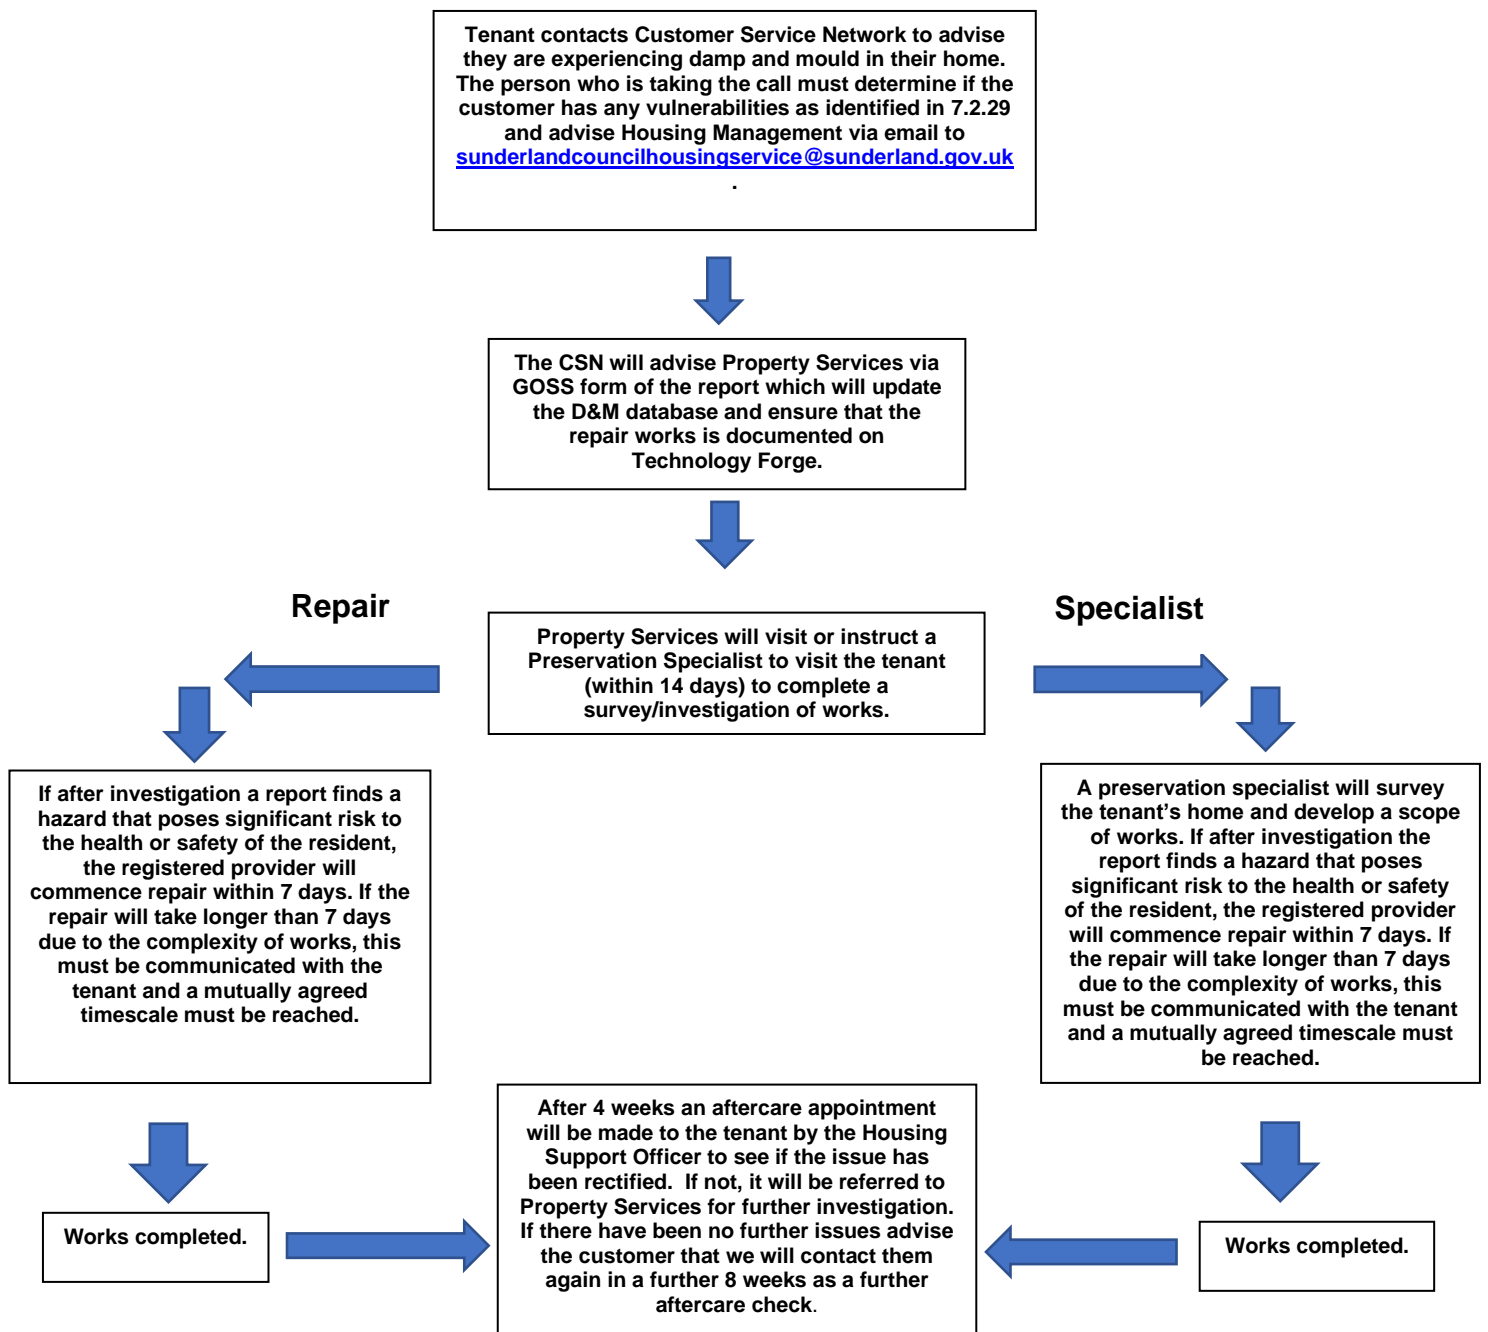 Tenant contacts Customer Service Network to advise
they are experiencing damp and mould in their home.
The person who is taking the call must determine if the
customer has any vulnerabilities as identified in 7.2.29
and advise Housing Management via email to
sunderlandcouncilhousingservice@sunderland.gov.uk
.
The CSN will advise Property Services via
GOSS form of the report which will update
the D&M database and ensure that the
repair works is documented on
Technology Forge.
Repair
Specialist
Property Services will visit or instruct a
Preservation Specialist to visit the tenant
(within 14 days) to complete a
survey/investigation of works.
If after investigation a report finds a
hazard that poses significant risk to
the health or safety of the resident,
the registered provider will
commence repair within 7 days. If the
repair will take longer than 7 days
due to the complexity of works, this
must be communicated with the
tenant and a mutually agreed
timescale must be reached.
A preservation specialist will survey
the tenant’s home and develop a scope
of works. If after investigation the
report finds a hazard that poses
significant risk to the health or safety
of the resident, the registered provider
will commence repair within 7 days. If
the repair will take longer than 7 days
due to the complexity of works, this
must be communicated with the tenant
and a mutually agreed timescale must
be reached.
Works completed.
After 4 weeks an aftercare appointment
will be made to the tenant by the Housing
Support Officer to see if the issue has
been rectified.  If not, it will be referred to
Property Services for further investigation.
If there have been no further issues advise
the customer that we will contact them
again in a further 8 weeks as a further
aftercare check.
Works completed.